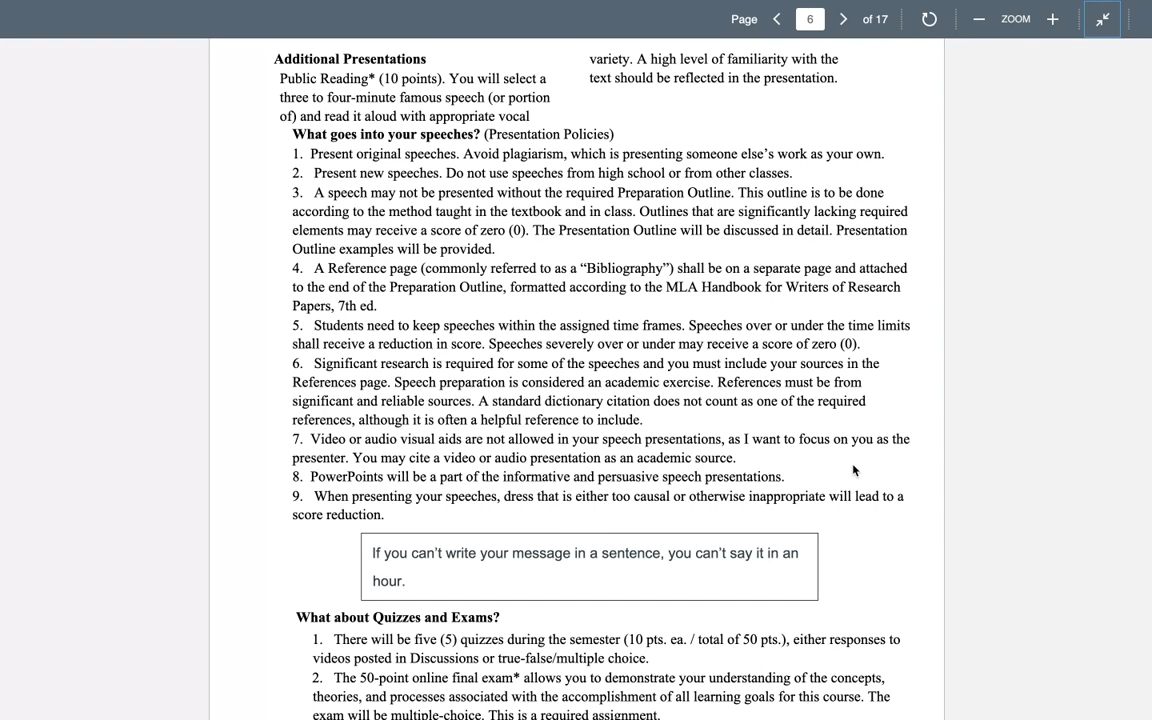 Page 6 of 17 ZOOM
Additional Presentations
Public Reading* (10 points). You will select a
three to four-minute famous speech (or portion
of) and read it aloud with appropriate vocal
variety. A high level of familiarity with the
text should be reflected in the presentation.
What goes into your speeches? (Presentation Policies)
1. Present original speeches. Avoid plagiarism, which is presenting someone else’s work as your own.
2. Present new speeches. Do not use speeches from high school or from other classes.
3. A speech may not be presented without the required Preparation Outline. This outline is to be done
according to the method taught in the textbook and in class. Outlines that are significantly lacking required
elements may receive a score of zero (0). The Presentation Outline will be discussed in detail. Presentation
Outline examples will be provided.
4. A Reference page (commonly referred to as a “Bibliography”) shall be on a separate page and attached
to the end of the Preparation Outline, formatted according to the MLA Handbook for Writers of Research
Papers, 7th ed.
5. Students need to keep speeches within the assigned time frames. Speeches over or under the time limits
shall receive a reduction in score. Speeches severely over or under may receive a score of zero (0).
6. Significant research is required for some of the speeches and you must include your sources in the
References page. Speech preparation is considered an academic exercise. References must be from
significant and reliable sources. A standard dictionary citation does not count as one of the required
references, although it is often a helpful reference to include.
7. Video or audio visual aids are not allowed in your speech presentations, as I want to focus on you as the
presenter. You may cite a video or audio presentation as an academic source.
8. PowerPoints will be a part of the informative and persuasive speech presentations.
9. When presenting your speeches, dress that is either too causal or otherwise inappropriate will lead to a
score reduction.
If you can’t write your message in a sentence, you can’t say it in an
hour.
What about Quizzes and Exams?
1. There will be five (5) quizzes during the semester (10 pts. ea. / total of 50 pts.), either responses to
videos posted in Discussions or true-false/multiple choice.
2. The 50-point online final exam* allows you to demonstrate your understanding of the concepts,
theories, and processes associated with the accomplishment of all learning goals for this course. The
exam will be multiple-choice. This is a required assignment.